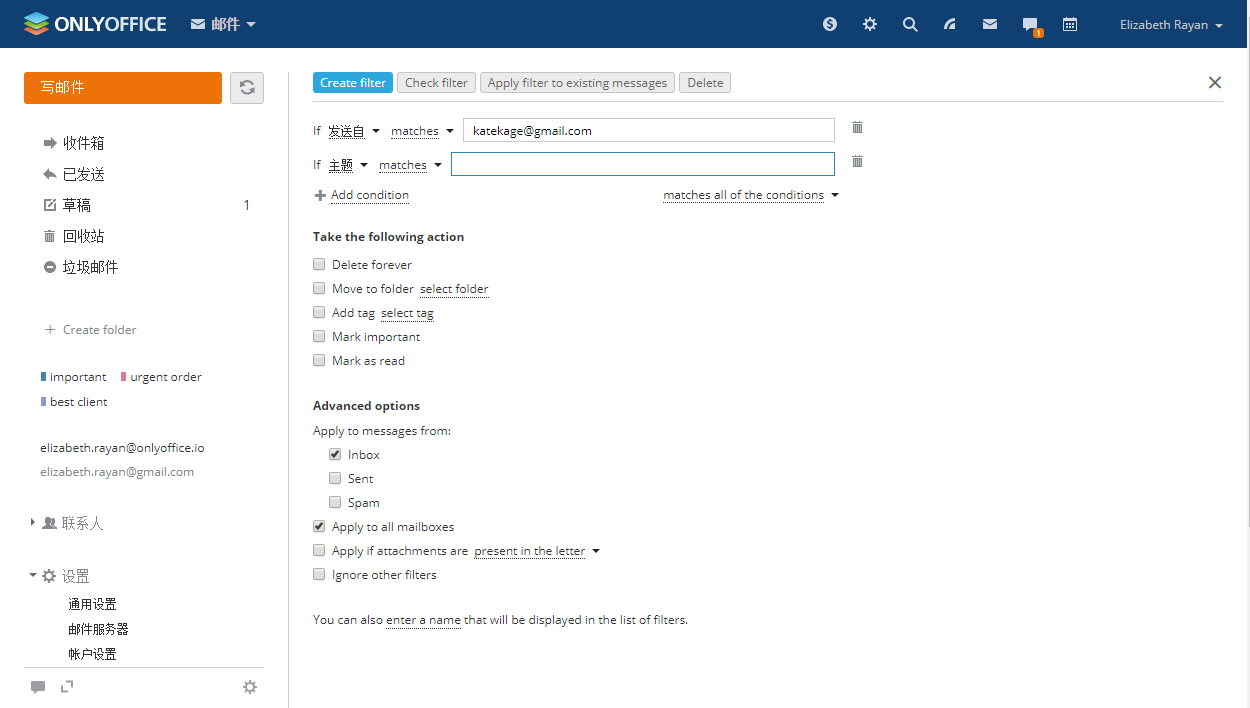 ONLYOFFICE 邮件 1 Elizabeth Rayan
写邮件
收件箱
已发送
草稿 1
回收站
垃圾邮件
Create folder
important urgent order
best client
elizabeth.rayan@onlyoffice.io
elizabeth.rayan@gmail.com
联系人
设置
通用设置
邮件服务器
帐户设置
Create filter Check filter Apply filter to existing messages Delete
If 发送自 matches katekage@gmail.com
If 主题 matches
Add condition matches all of the conditions
Take the following action
Delete forever
Move to folder select folder
Add tag select tag
Mark important
Mark as read
Advanced options
Apply to messages from:
Inbox
Sent
Spam
Apply to all mailboxes
Apply if attachments are present in the letter
Ignore other filters
You can also enter a name that will be displayed in the list of filters.